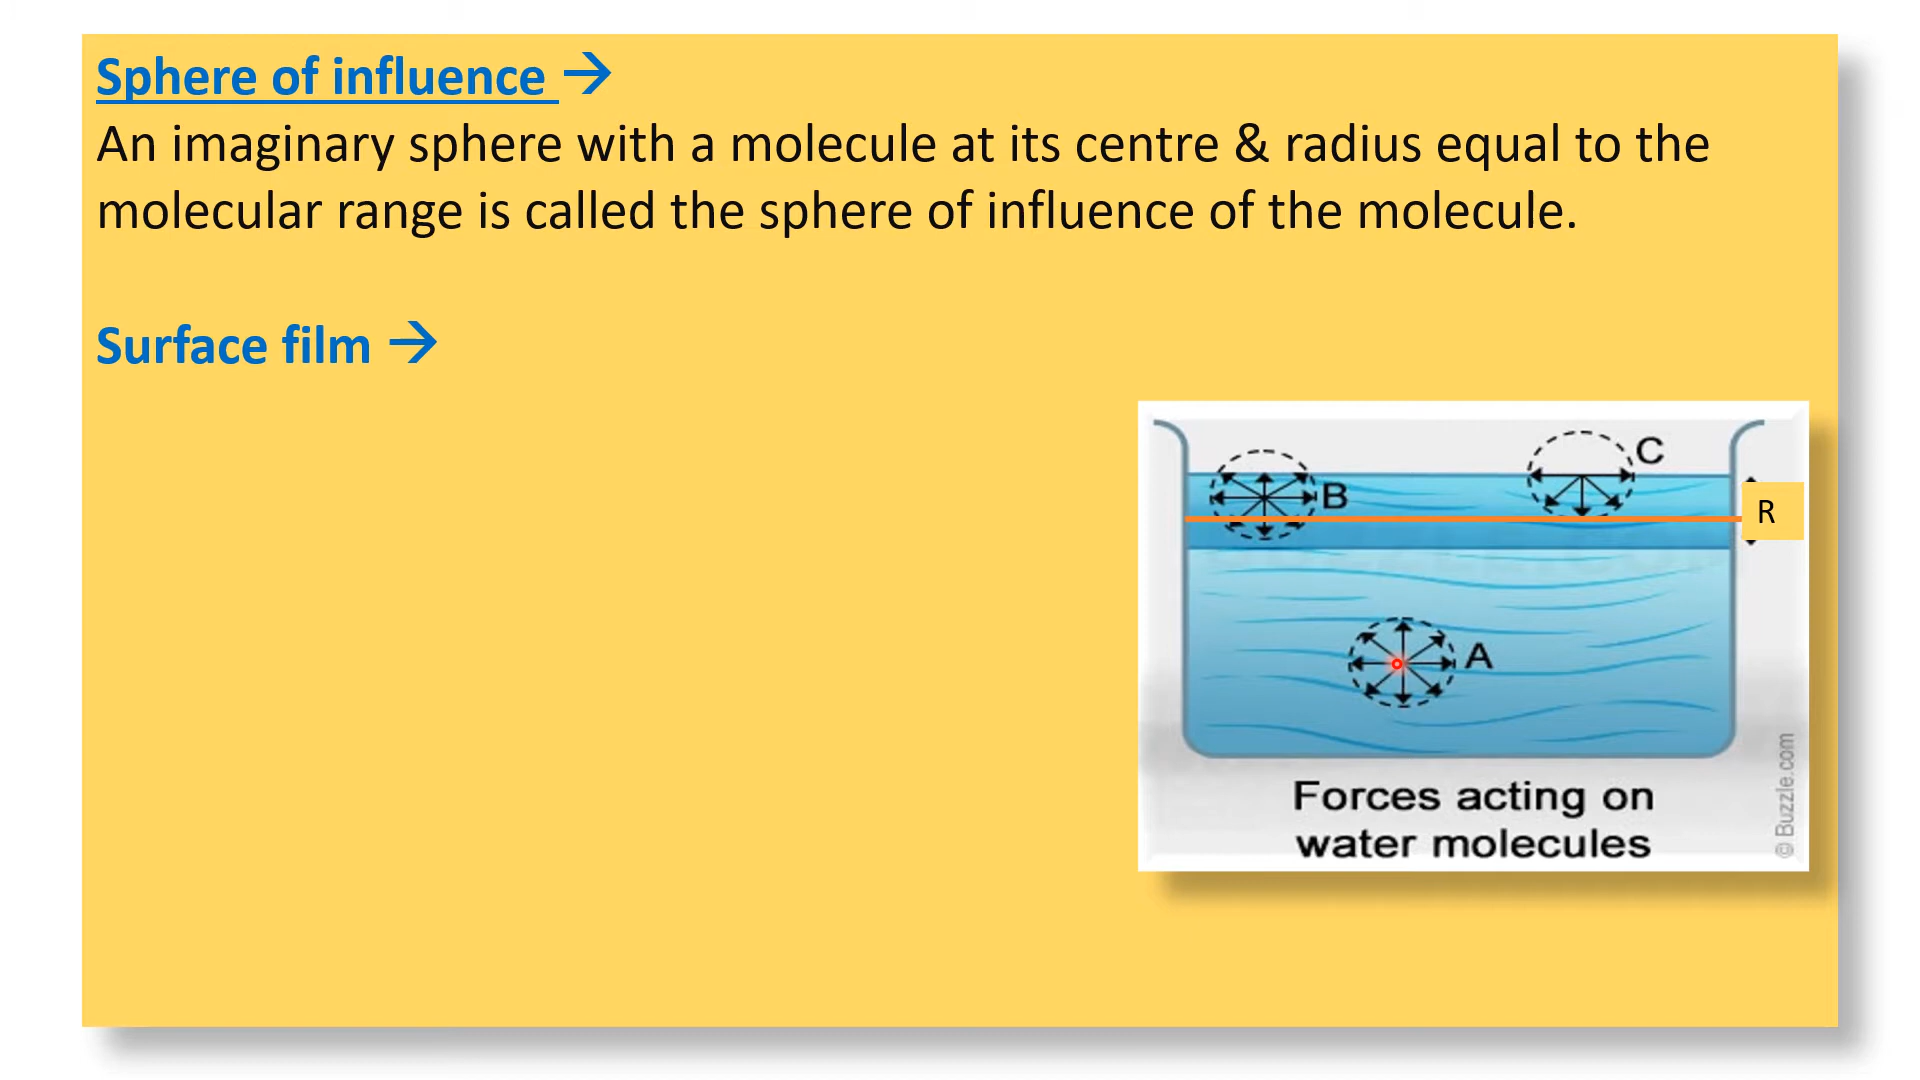 Sphere of influence →
An imaginary sphere with a molecule at its centre & radius equal to the
molecular range is called the sphere of influence of the molecule.
Surface film →
C
B
R
A
Forces acting on
water molecules
© Buzzle.com